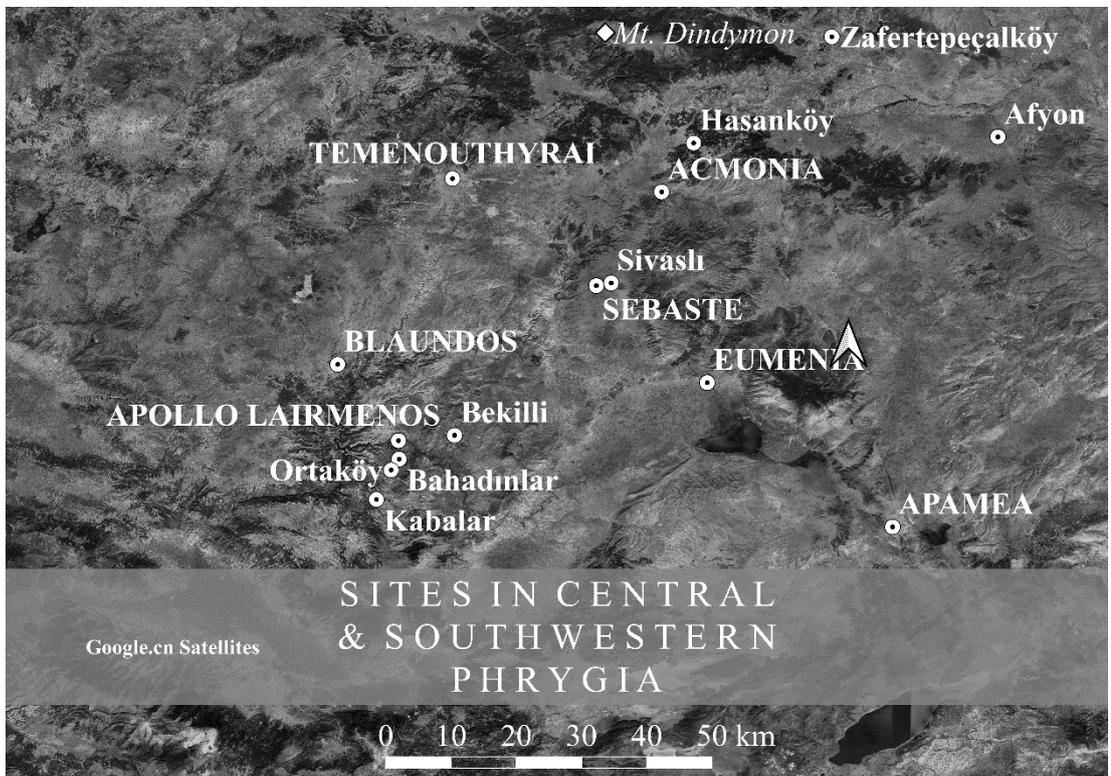 Mt. Dindymon
Zafertepeçalköy
Hasanköy
Afyon
TEMENOUTHYRAI
ACMONIA
Sivaslı
SEBASTE
BLAUNDOS
EUMENIA
APOLLO LAIRMENOS
Bekilli
Ortaköy
Bahadınlar
Kabalar
APAMEA
SITES IN CENTRAL
& SOUTHWESTERN
PHRYGIA
Google.cn Satellites
0 10 20 30 40 50 km